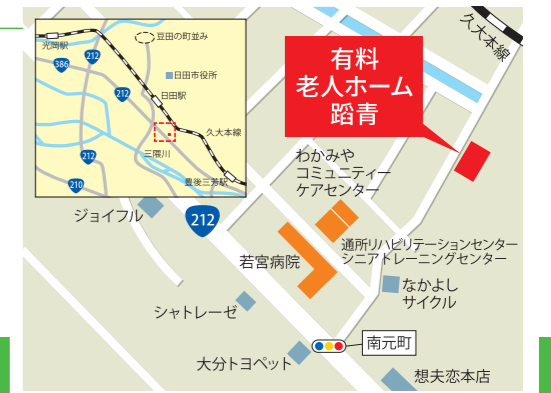 光岡駅
豆田の町並み
386
212
日田市役所
212
日田駅
久大本線
212
三隈川
210
豊後三芳駅
久大本線
有料
老人ホーム
蹈青
わかみや
コミュニティー
ケアセンター
ジョイフル
212
通所リハビリテーションセンター
シニアトレーニングセンター
若宮病院
なかよし
サイクル
シャトレーゼ
南元町
大分トヨペット
想夫恋本店